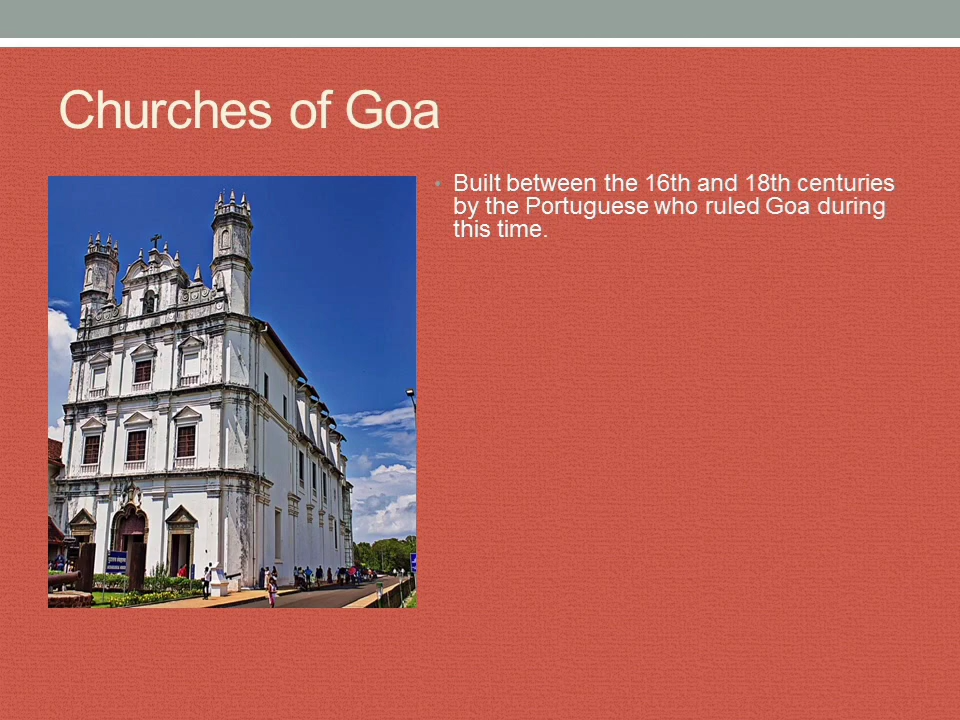 Churches of Goa
• Built between the 16th and 18th centuries
by the Portuguese who ruled Goa during
this time.